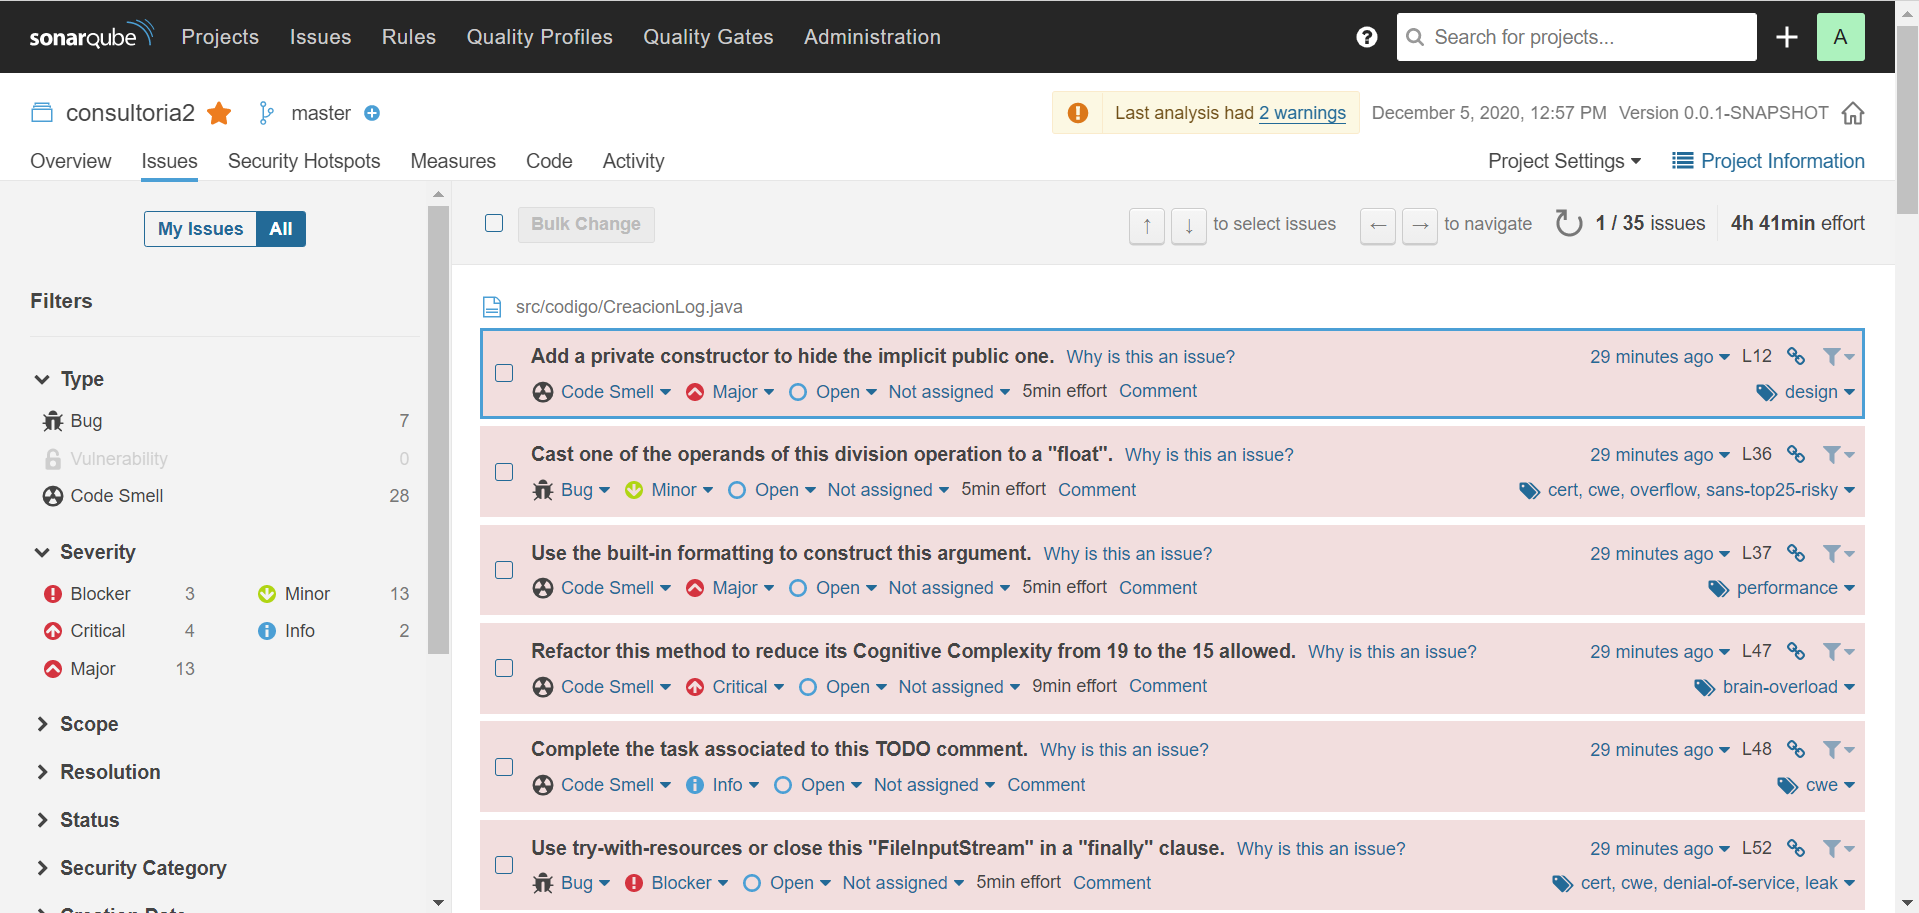 sonarqube Projects Issues Rules Quality Profiles Quality Gates Administration ? Search for projects... A
consultoria2 master Last analysis had 2 warnings December 5, 2020, 12:57 PM Version 0.0.1-SNAPSHOT
Overview Issues Security Hotspots Measures Code Activity Project Settings Project Information
My Issues All
Bulk Change ↑ ↓ to select issues ← → to navigate 1 / 35 issues 4h 41min effort
Filters
Type
Bug 7
Vulnerability 0
Code Smell 28
Severity
Blocker 3 Minor 13
Critical 4 Info 2
Major 13
Scope
Resolution
Status
Security Category
src/codigo/CreacionLog.java
Add a private constructor to hide the implicit public one. Why is this an issue? 29 minutes ago L12
Code Smell Major Open Not assigned 5min effort Comment design
Cast one of the operands of this division operation to a "float". Why is this an issue? 29 minutes ago L36
Bug Minor Open Not assigned 5min effort Comment cert, cwe, overflow, sans-top25-risky
Use the built-in formatting to construct this argument. Why is this an issue? 29 minutes ago L37
Code Smell Major Open Not assigned 5min effort Comment performance
Refactor this method to reduce its Cognitive Complexity from 19 to the 15 allowed. Why is this an issue? 29 minutes ago L47
Code Smell Critical Open Not assigned 9min effort Comment brain-overload
Complete the task associated to this TODO comment. Why is this an issue? 29 minutes ago L48
Code Smell Info Open Not assigned Comment cwe
Use try-with-resources or close this "FileInputStream" in a "finally" clause. Why is this an issue? 29 minutes ago L52
Bug Blocker Open Not assigned 5min effort Comment cert, cwe, denial-of-service, leak